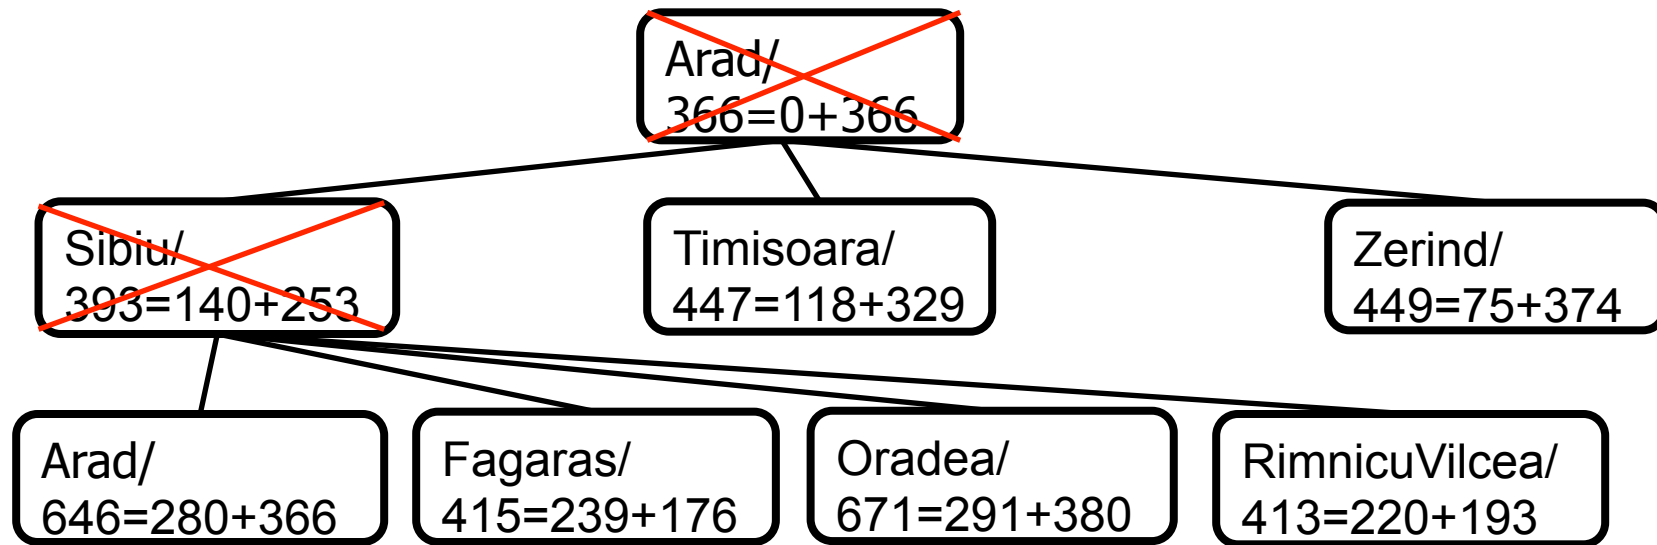 Arad/
366=0+366
Sibiu/
393=140+253
Timisoara/
447=118+329
Zerind/
449=75+374
Arad/
646=280+366
Fagaras/
415=239+176
Oradea/
671=291+380
RimnicuVilcea/
413=220+193